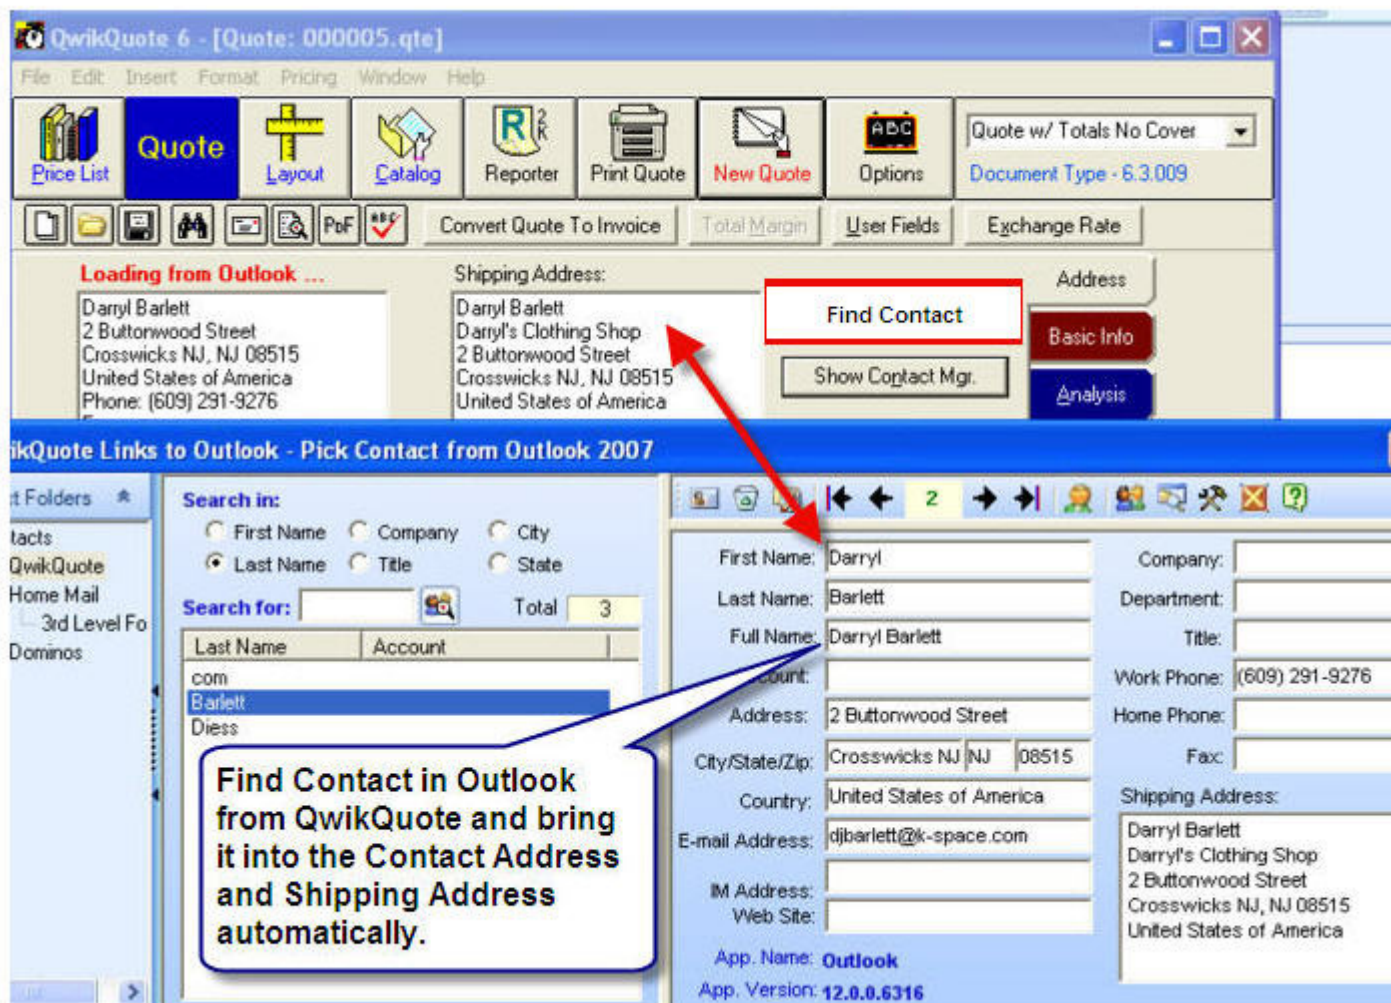 QwikQuote 6 - [Quote: 000005.qte]
File Edit Insert Format Pricing Window Help
Price List
Quote
Layout
Catalog
Reporter
Print Quote
New Quote
ABC
Options
Quote w/ Totals No Cover
Document Type - 6.3.009
PDF
ABC
Convert Quote To Invoice
Total Margin
User Fields
Exchange Rate
Loading from Outlook ...
Darryl Barlett
2 Buttonwood Street
Crosswicks NJ, NJ 08515
United States of America
Phone: (609) 291-9276
Shipping Address:
Darryl Barlett
Darryl's Clothing Shop
2 Buttonwood Street
Crosswicks NJ, NJ 08515
United States of America
Find Contact
Show Contact Mgr.
Address
Basic Info
Analysis
ikQuote Links to Outlook - Pick Contact from Outlook 2007
t Folders
tacts
QwikQuote
Home Mail
3rd Level Fo
Dominos
Search in:
First Name Company City
Last Name Title State
Search for:
Total 3
Last Name Account
com
Barlett
Diess
Find Contact in Outlook
from QwikQuote and bring
it into the Contact Address
and Shipping Address
automatically.
2
First Name: Darryl
Last Name: Barlett
Full Name: Darryl Barlett
count:
Address: 2 Buttonwood Street
City/State/Zip: Crosswicks NJ NJ 08515
Country: United States of America
E-mail Address: djbarlett@k-space.com
IM Address:
Web Site:
App. Name: Outlook
App. Version: 12.0.0.6316
Company:
Department:
Title:
Work Phone: (609) 291-9276
Home Phone:
Fax:
Shipping Address:
Darryl Barlett
Darryl's Clothing Shop
2 Buttonwood Street
Crosswicks NJ, NJ 08515
United States of America